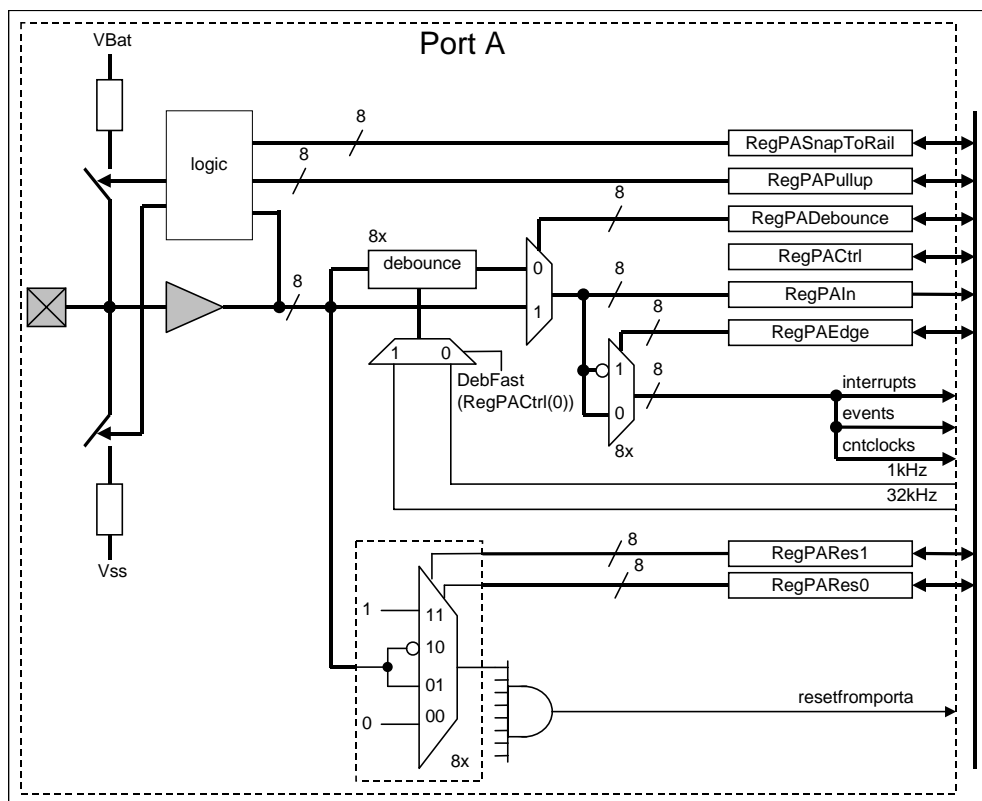 Port A
VBat
8
RegPASnapToRail
logic
8
RegPAPullup
8
RegPADebounce
8x
debounce
0
RegPACtrl
8
1
8
RegPAIn
8
RegPAEdge
1 0
DebFast
(RegPACtrl(0))
1
8
0
8x
interrupts
events
cntclocks
1kHz
32kHz
Vss
8
RegPARes1
8
RegPARes0
1
11
10
01
00
0
8x
resetfromporta